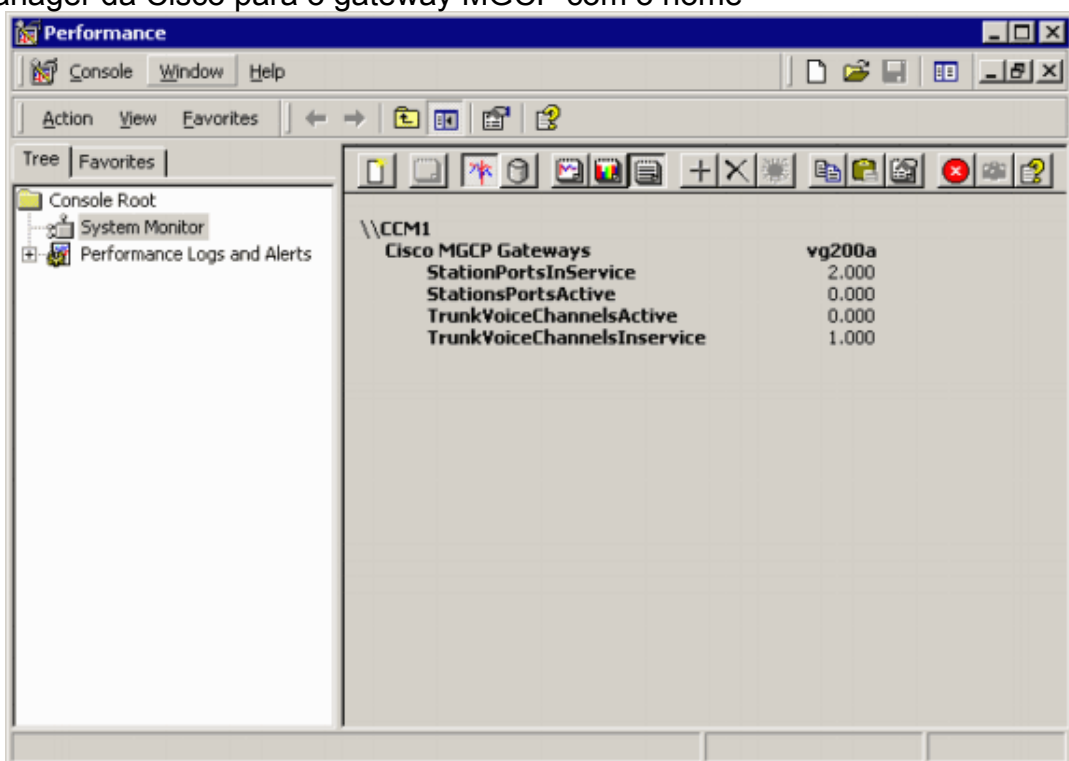 anager da Cisco para o gateway MGCP com o nome
Performance
Console Window Help
Action View Favorites
Tree Favorites
Console Root
System Monitor
Performance Logs and Alerts
\\CCM1
Cisco MGCP Gateways vg200a
StationPortsInService 2.000
StationsPortsActive 0.000
TrunkVoiceChannelsActive 0.000
TrunkVoiceChannelsInservice 1.000